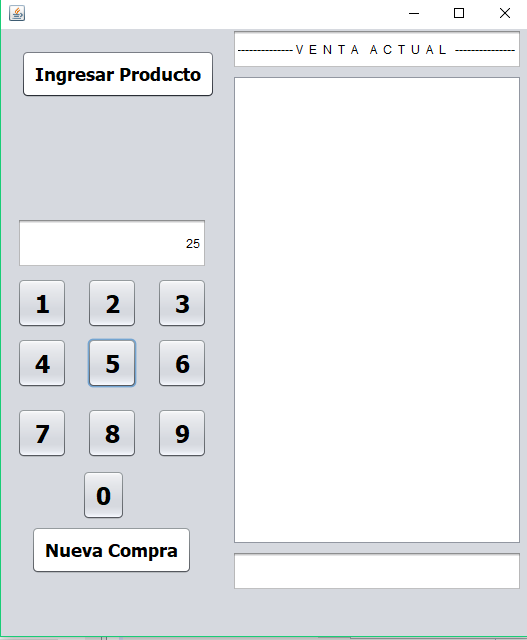 Ingresar Producto
-------------- V E N T A   A C T U A L  ---------------
25
1 2 3
4 5 6
7 8 9
0
Nueva Compra